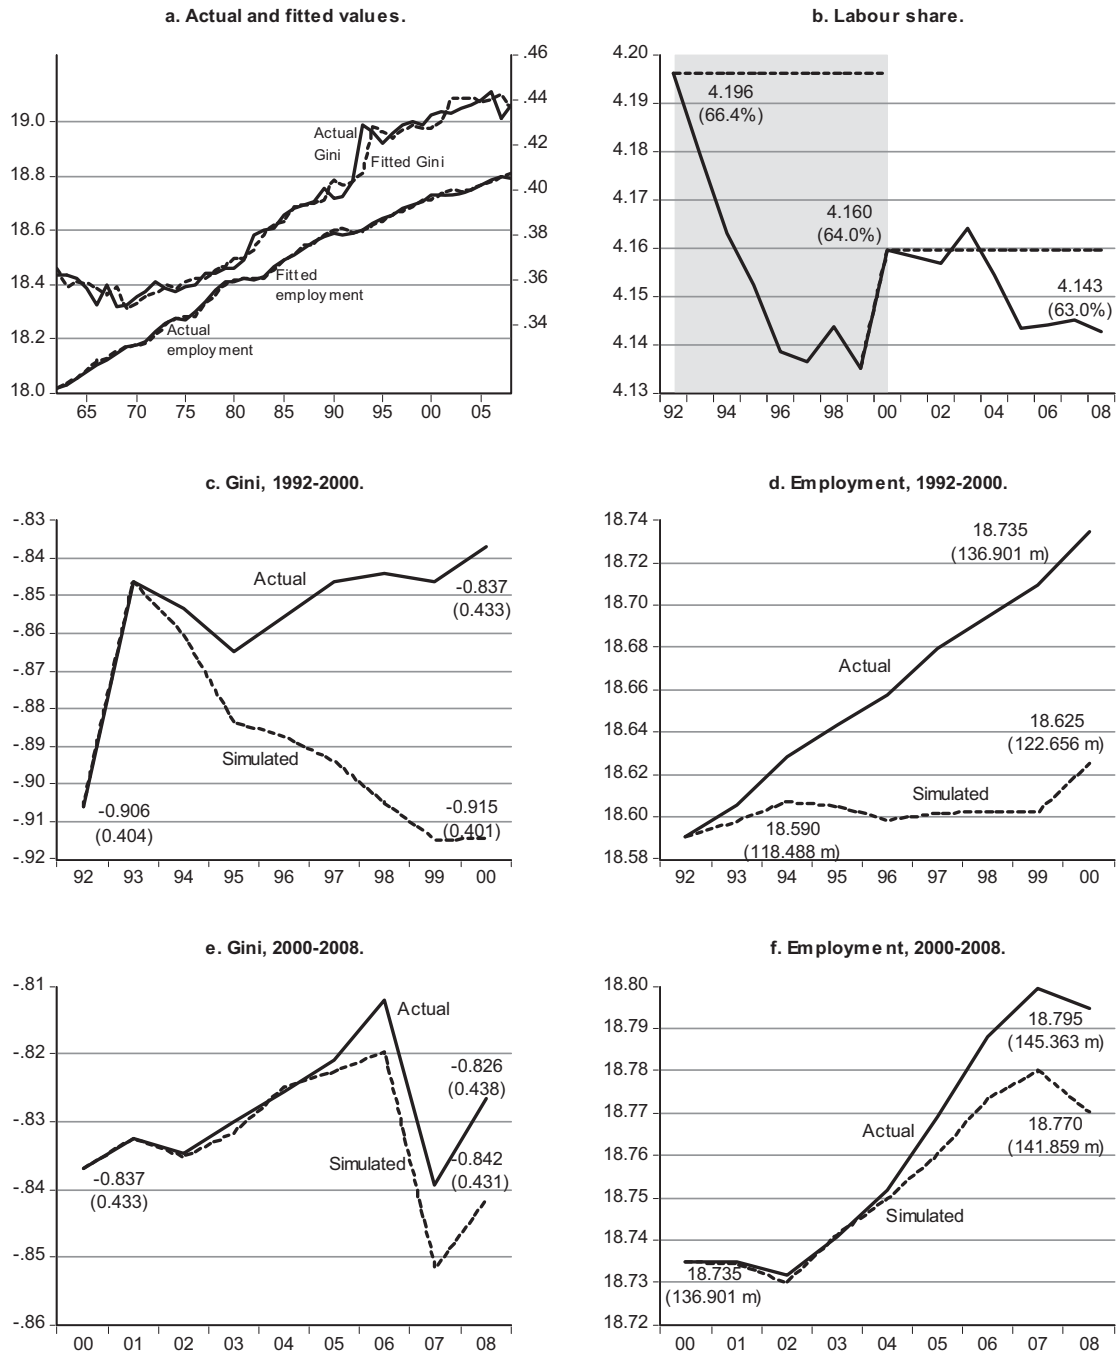 a. Actual and fitted values.
.46
19.0
.44
Actual
Gini
.42
Fitted Gini
18.8
.40
18.6
.38
18.4
.36
Fitted
employment
18.2
.34
Actual
employment
18.0
65 70 75 80 85 90 95 00 05
b. Labour share.
4.20
4.19
4.196
(66.4%)
4.18
4.17
4.160
(64.0%)
4.16
4.15
4.143
(63.0%)
4.14
4.13
92 94 96 98 00 02 04 06 08
c. Gini, 1992-2000.
-.83
-.84
Actual
-.85
-0.837
(0.433)
-.86
-.87
-.88
-.89
Simulated
-.90
-0.906
(0.404)
-0.915
(0.401)
-.91
-.92
92 93 94 95 96 97 98 99 00
d. Employment, 1992-2000.
18.74
18.735
(136.901 m)
18.72
18.70
18.68
Actual
18.66
18.64
18.625
(122.656 m)
18.62
Simulated
18.60
18.590
(118.488 m)
18.58
92 93 94 95 96 97 98 99 00
e. Gini, 2000-2008.
-.81
Actual
-.82
-0.826
(0.438)
-.83
Simulated
-0.842
(0.431)
-0.837
(0.433)
-.84
-.85
-.86
00 01 02 03 04 05 06 07 08
f. Employment, 2000-2008.
18.80
18.79
18.795
(145.363 m)
18.78
18.77
Actual
18.770
(141.859 m)
18.76
18.75
Simulated
18.74
18.73
18.735
(136.901 m)
18.72
00 01 02 03 04 05 06 07 08